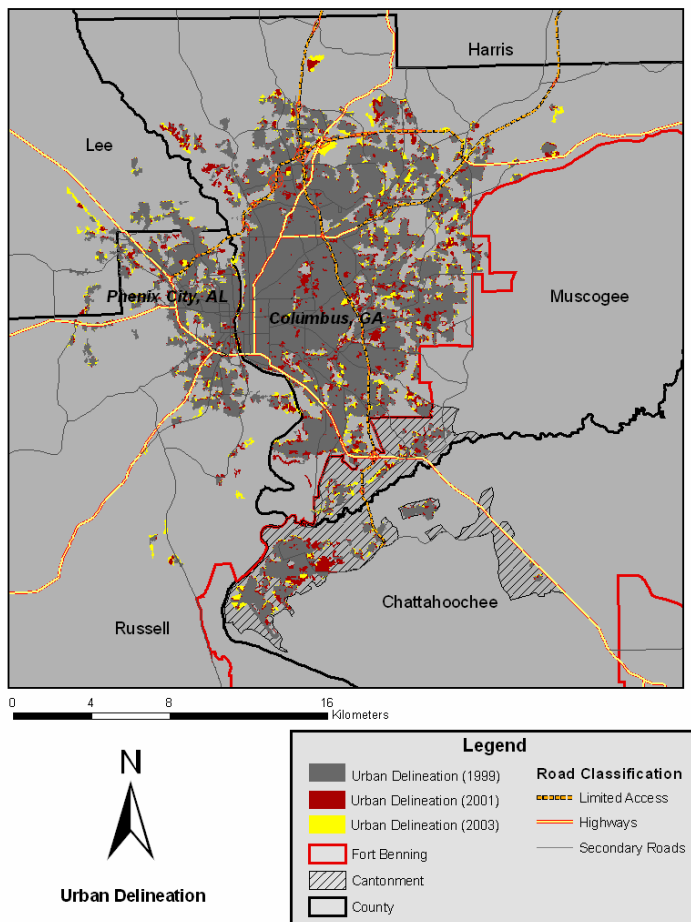 Harris
Lee
Muscogee
Phenix City, AL
Columbus, GA
Chattahoochee
Russell
0 4 8 16
Kilometers
N
Urban Delineation
Legend
Urban Delineation (1999)
Urban Delineation (2001)
Urban Delineation (2003)
Fort Benning
Cantonment
County
Road Classification
Limited Access
Highways
Secondary Roads